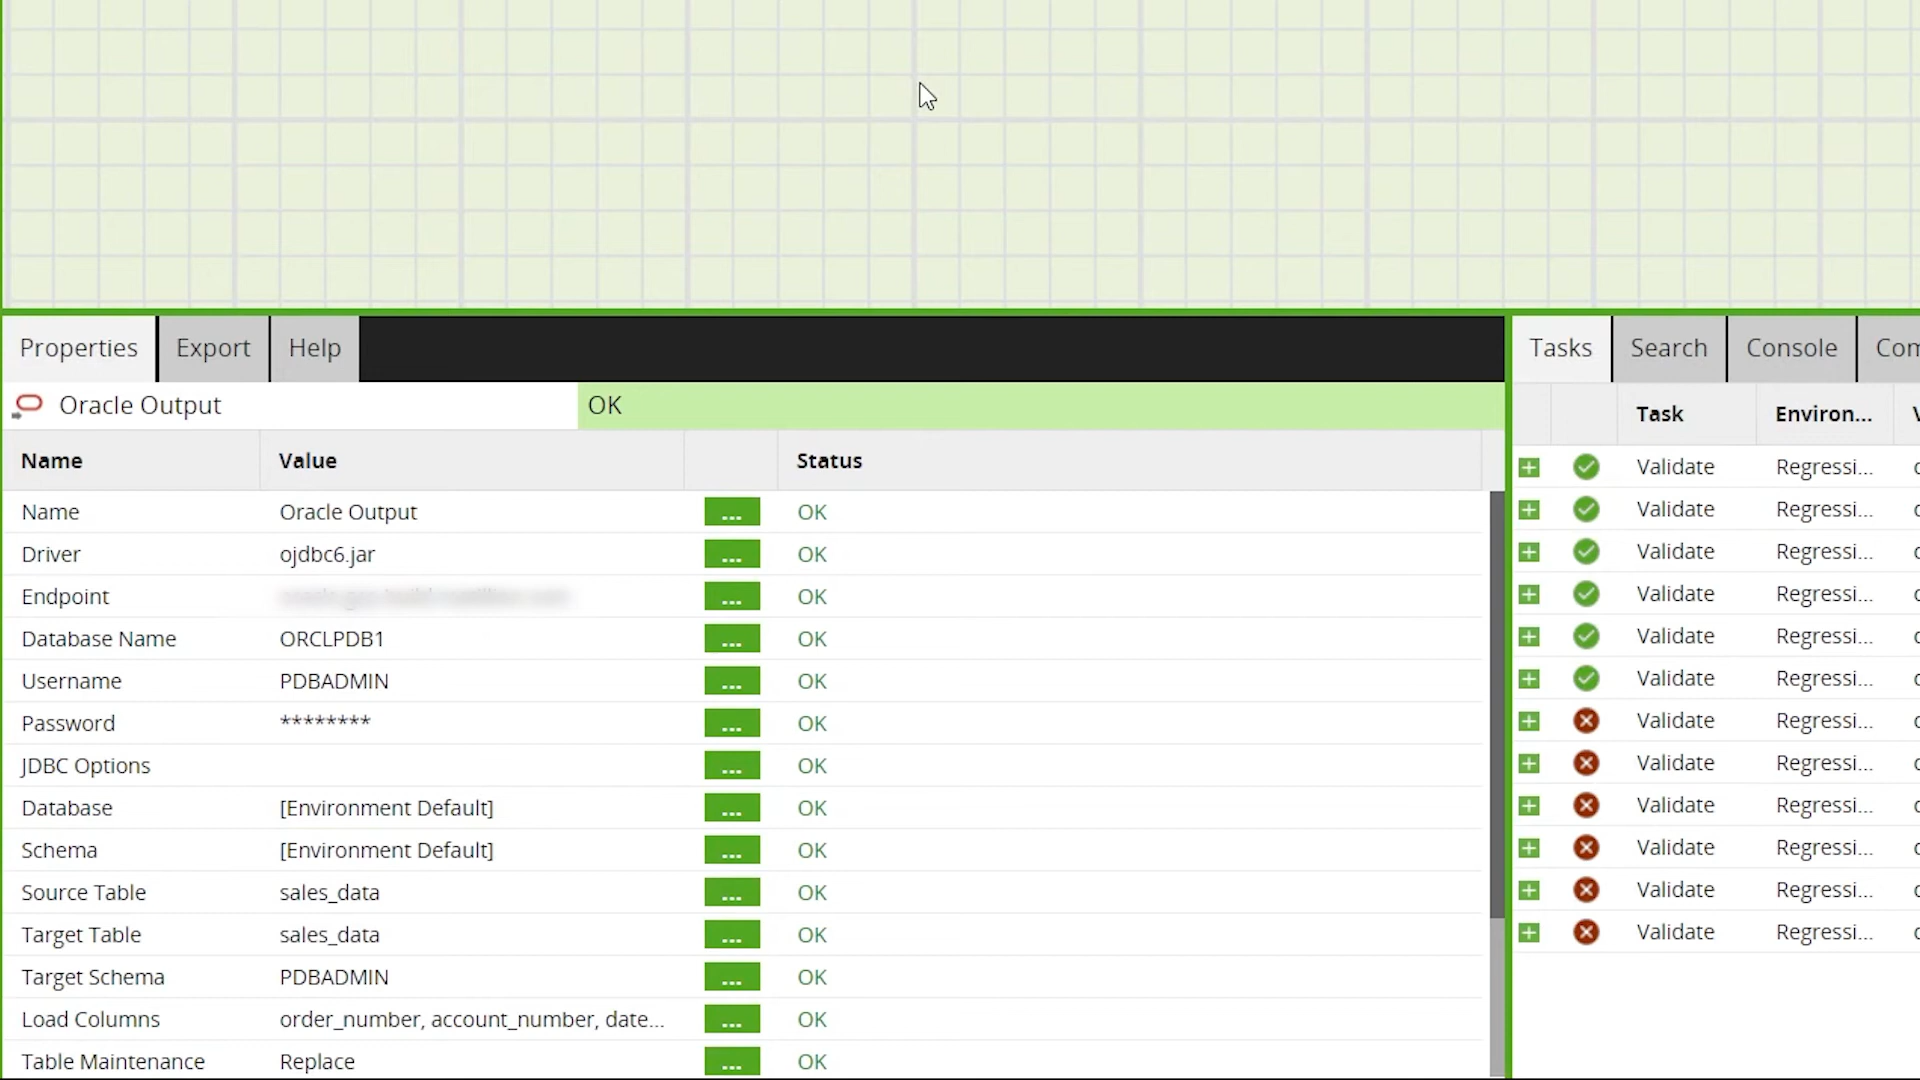 Properties Export Help
Oracle Output OK
Name Value Status
Name Oracle Output ... OK
Driver ojdbc6.jar ... OK
Endpoint ... OK
Database Name ORCLPDB1 ... OK
Username PDBADMIN ... OK
Password ******** ... OK
JDBC Options ... OK
Database [Environment Default] ... OK
Schema [Environment Default] ... OK
Source Table sales_data ... OK
Target Table sales_data ... OK
Target Schema PDBADMIN ... OK
Load Columns order_number, account_number, date... ... OK
Table Maintenance Replace ... OK
Tasks Search Console Com
Task Environ...
Validate Regressi...
Validate Regressi...
Validate Regressi...
Validate Regressi...
Validate Regressi...
Validate Regressi...
Validate Regressi...
Validate Regressi...
Validate Regressi...
Validate Regressi...
Validate Regressi...
Validate Regressi...